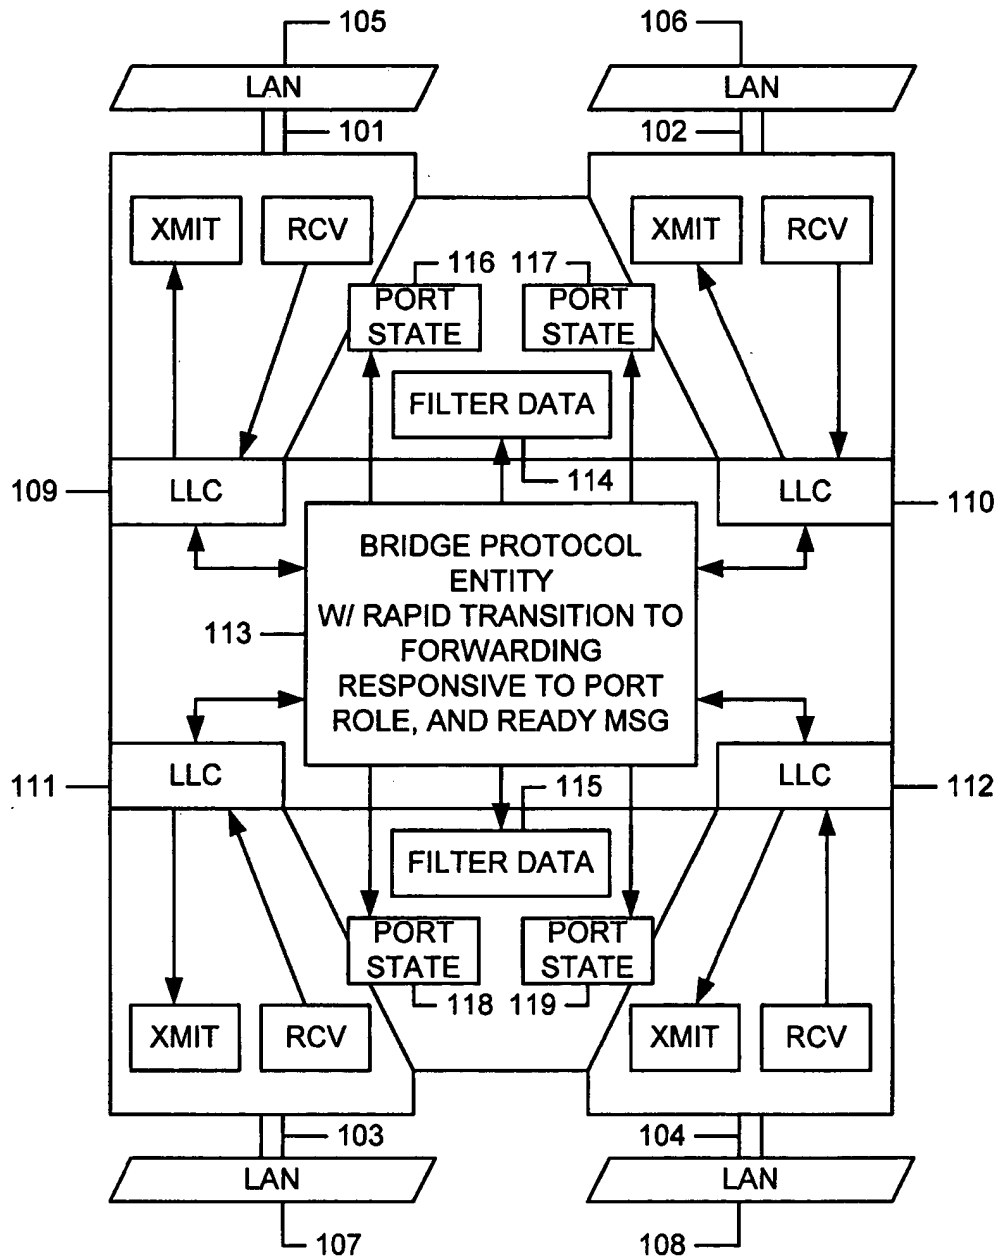 105
106
LAN
LAN
101
102
XMIT
RCV
XMIT
RCV
116
117
PORT
STATE
PORT
STATE
FILTER DATA
114
109
LLC
LLC
110
BRIDGE PROTOCOL
ENTITY
W/ RAPID TRANSITION TO
FORWARDING
RESPONSIVE TO PORT
ROLE, AND READY MSG
113
111
LLC
LLC
112
115
FILTER DATA
PORT
STATE
PORT
STATE
118
119
XMIT
RCV
XMIT
RCV
103
104
LAN
LAN
107
108